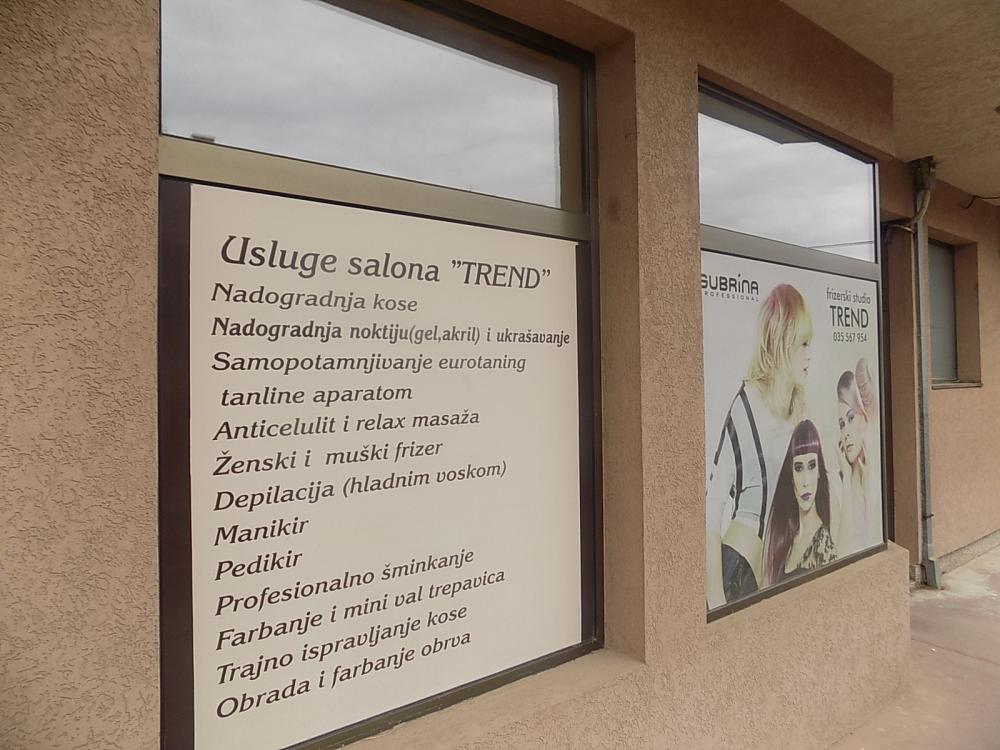 Usluge salona "TREND"
Nadogradnja kose
Nadogradnja noktiju(gel,akril) i ukrašavanje
Samopotamnjivanje eurotaning
tanline aparatom
Anticelulit i relax masaža
Ženski i muški frizer
Depilacija (hladnim voskom)
Manikir
Pedikir
Profesionalno šminkanje
Farbanje i mini val trepavica
Trajno ispravljanje kose
Obrada i farbanje obrva
SUBRÍNA
PROFESSIONAL
frizerski studio
TREND
035 567 954